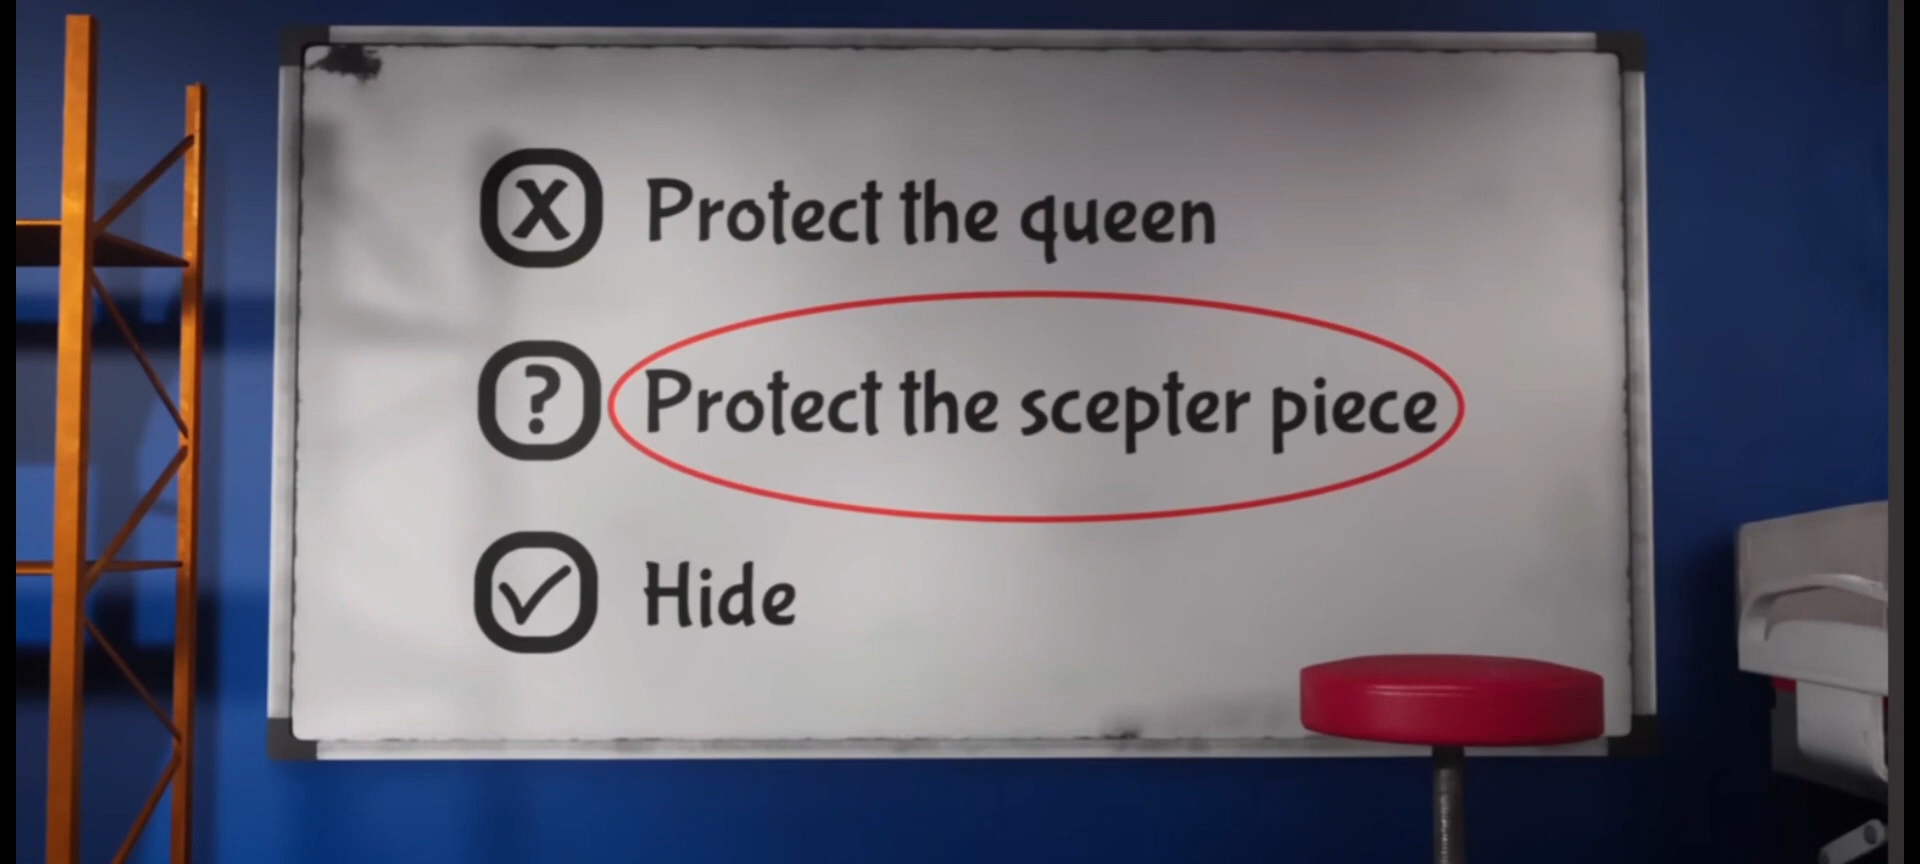 X Protect the queen
? Protect the scepter piece
✓ Hide